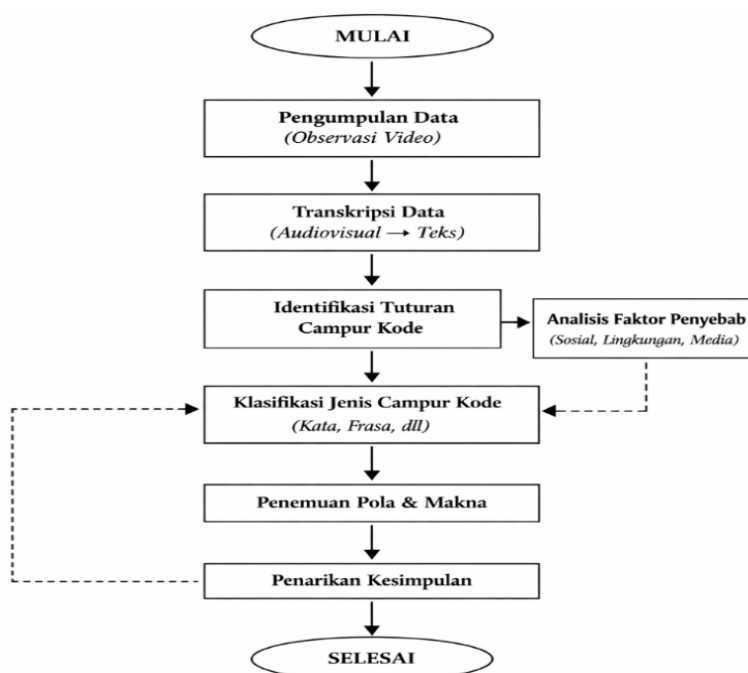 MULAI
Pengumpulan Data
(Observasi Video)
Transkripsi Data
(Audiovisual → Teks)
Identifikasi Tuturan
Campur Kode
Analisis Faktor Penyebab
(Sosial, Lingkungan, Media)
Klasifikasi Jenis Campur Kode
(Kata, Frasa, dll)
Penemuan Pola & Makna
Penarikan Kesimpulan
SELESAI